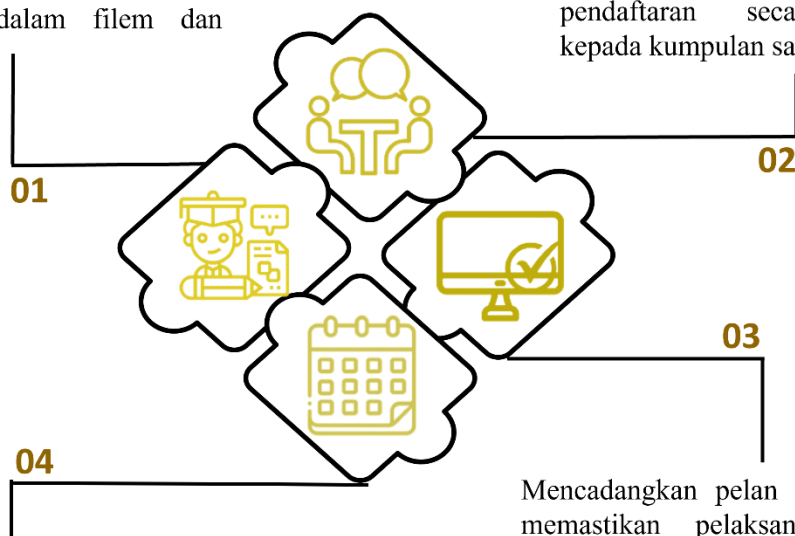 dalam filem dan
pendaftaran seca
kepada kumpulan sa
01
02
03
04
Mencadangkan pelan
memastikan pelaksan